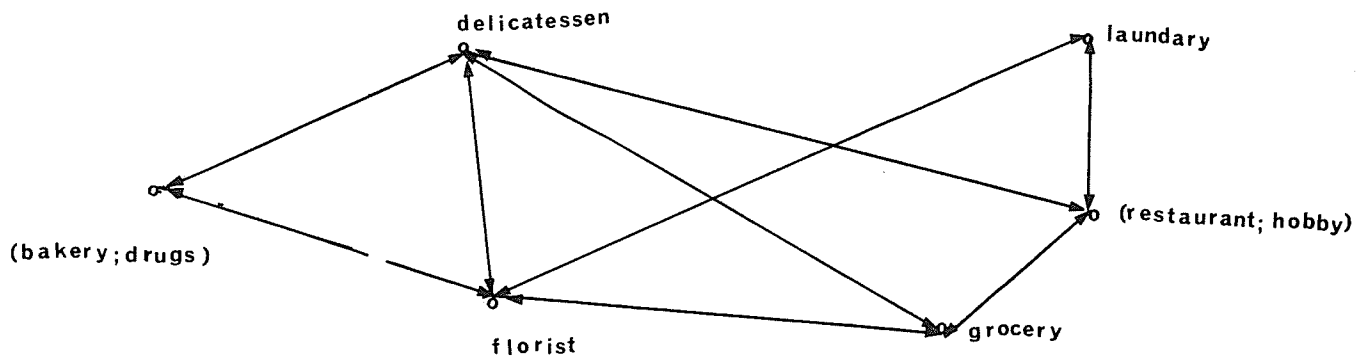 delicatessen
laundary
(restaurant; hobby)
(bakery;drugs)
grocery
florist